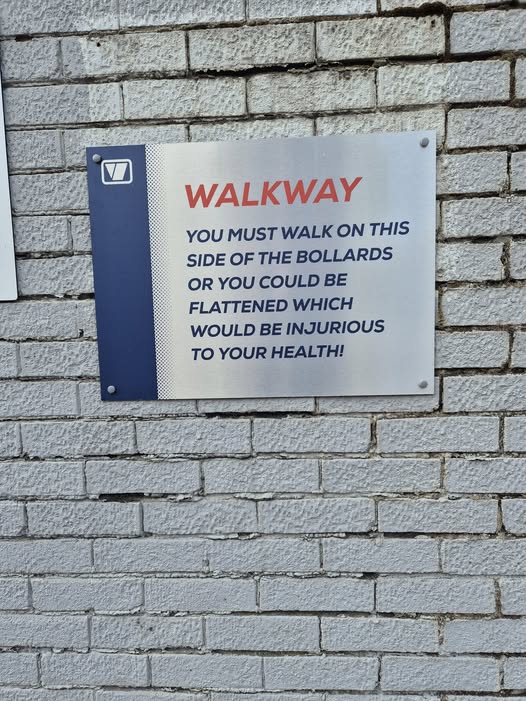 WALKWAY
YOU MUST WALK ON THIS
SIDE OF THE BOLLARDS
OR YOU COULD BE
FLATTENED WHICH
WOULD BE INJURIOUS
TO YOUR HEALTH!